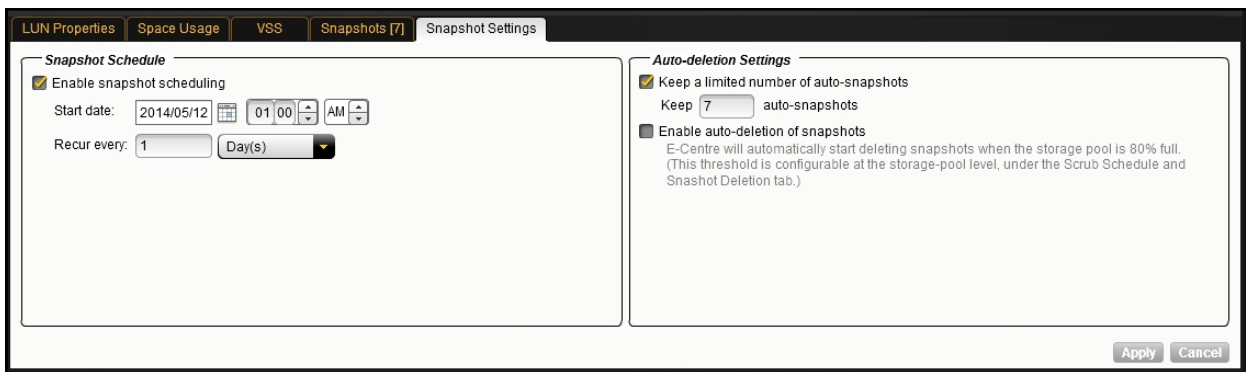 LUN Properties
Space Usage
VSS
Snapshots [7]
Snapshot Settings
Snapshot Schedule
Enable snapshot scheduling
Start date: 2014/05/12 01 00 AM
Recur every: 1 Day(s)
Auto-deletion Settings
Keep a limited number of auto-snapshots
Keep 7 auto-snapshots
Enable auto-deletion of snapshots
E-Centre will automatically start deleting snapshots when the storage pool is 80% full.
(This threshold is configurable at the storage-pool level, under the Scrub Schedule and
Snashot Deletion tab.)
Apply Cancel